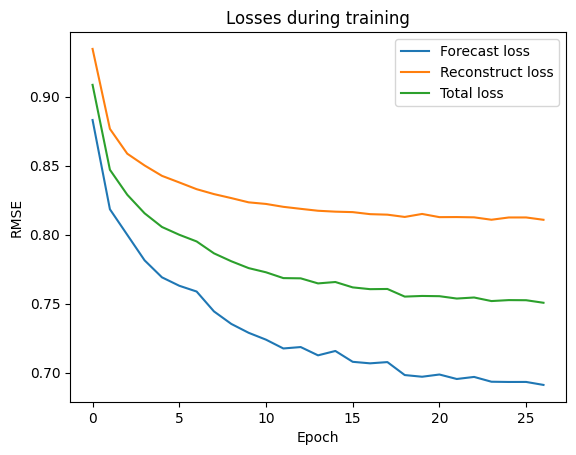 Losses during training
Forecast loss
Reconstruct loss
Total loss
RMSE
0.90
0.85
0.80
0.75
0.70
0
5
10
15
20
25
Epoch